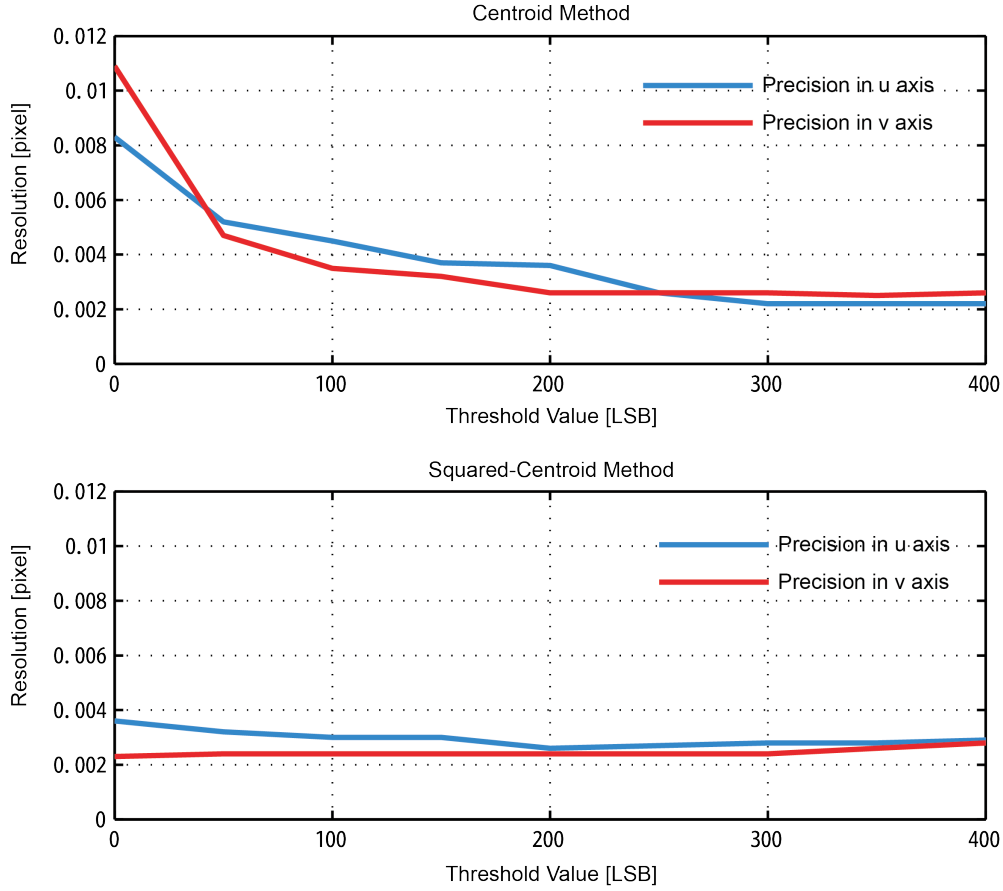 Centroid Method
0.012
0.01
0.008
0.006
0.004
0.002
0
Resolution [pixel]
Precision in u axis
Precision in v axis
0 100 200 300 400
Threshold Value [LSB]
Squared-Centroid Method
0.012
0.01
0.008
0.006
0.004
0.002
0
Resolution [pixel]
Precision in u axis
Precision in v axis
0 100 200 300 400
Threshold Value [LSB]